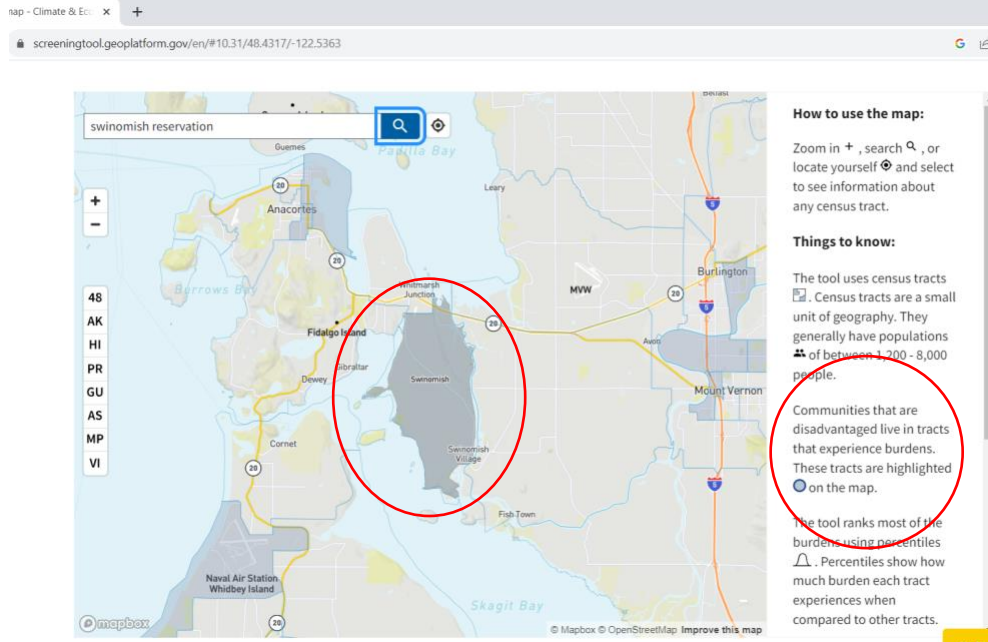 map - Climate & Ec
screeningtool.geoplatform.gov/en/#10.31/48.4317/-122.5363
swinomish reservation
Guemes
Padilla Bay
Belfast
20
Anacortes
Leary
5
+
−
20
Burrows Bay
Whitmarsh
Junction
MVW
Burlington
20
5
48
AK
HI
PR
GU
AS
MP
VI
Fidalgo Island
20
Avon
Gibraltar
Dewey
Swinomish
Mount Vernon
Cornet
Swinomish
Village
20
5
Fish Town
Naval Air Station
Whidbey Island
Skagit Bay
20
mapbox
© Mapbox © OpenStreetMap Improve this map
How to use the map:
Zoom in + , search , or
locate yourself and select
to see information about
any census tract.
Things to know:
The tool uses census tracts
. Census tracts are a small
unit of geography. They
generally have populations
of between 1,200 - 8,000
people.
Communities that are
disadvantaged live in tracts
that experience burdens.
These tracts are highlighted
on the map.
The tool ranks most of the
burdens using percentiles
. Percentiles show how
much burden each tract
experiences when
compared to other tracts.